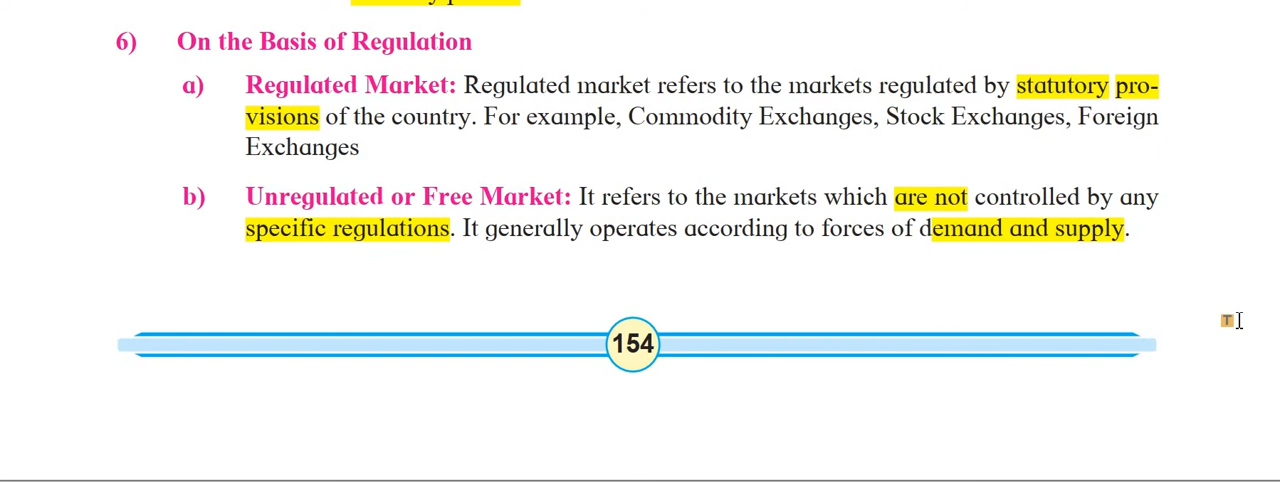 6) On the Basis of Regulation
a) Regulated Market: Regulated market refers to the markets regulated by statutory pro-
visions of the country. For example, Commodity Exchanges, Stock Exchanges, Foreign
Exchanges
b) Unregulated or Free Market: It refers to the markets which are not controlled by any
specific regulations. It generally operates according to forces of demand and supply.
T
154